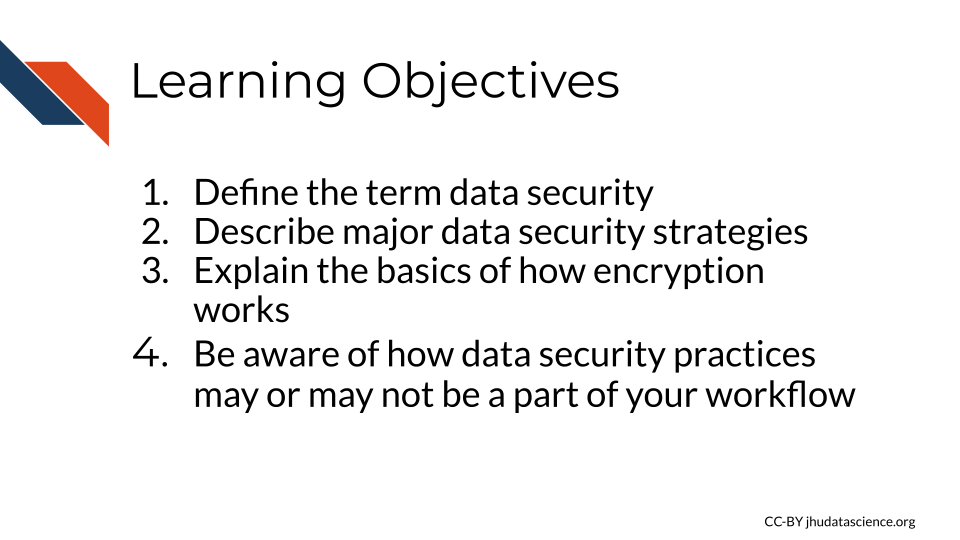 Learning Objectives
1. Define the term data security
2. Describe major data security strategies
3. Explain the basics of how encryption
works
4. Be aware of how data security practices
may or may not be a part of your workflow
CC-BY jhudatascience.org